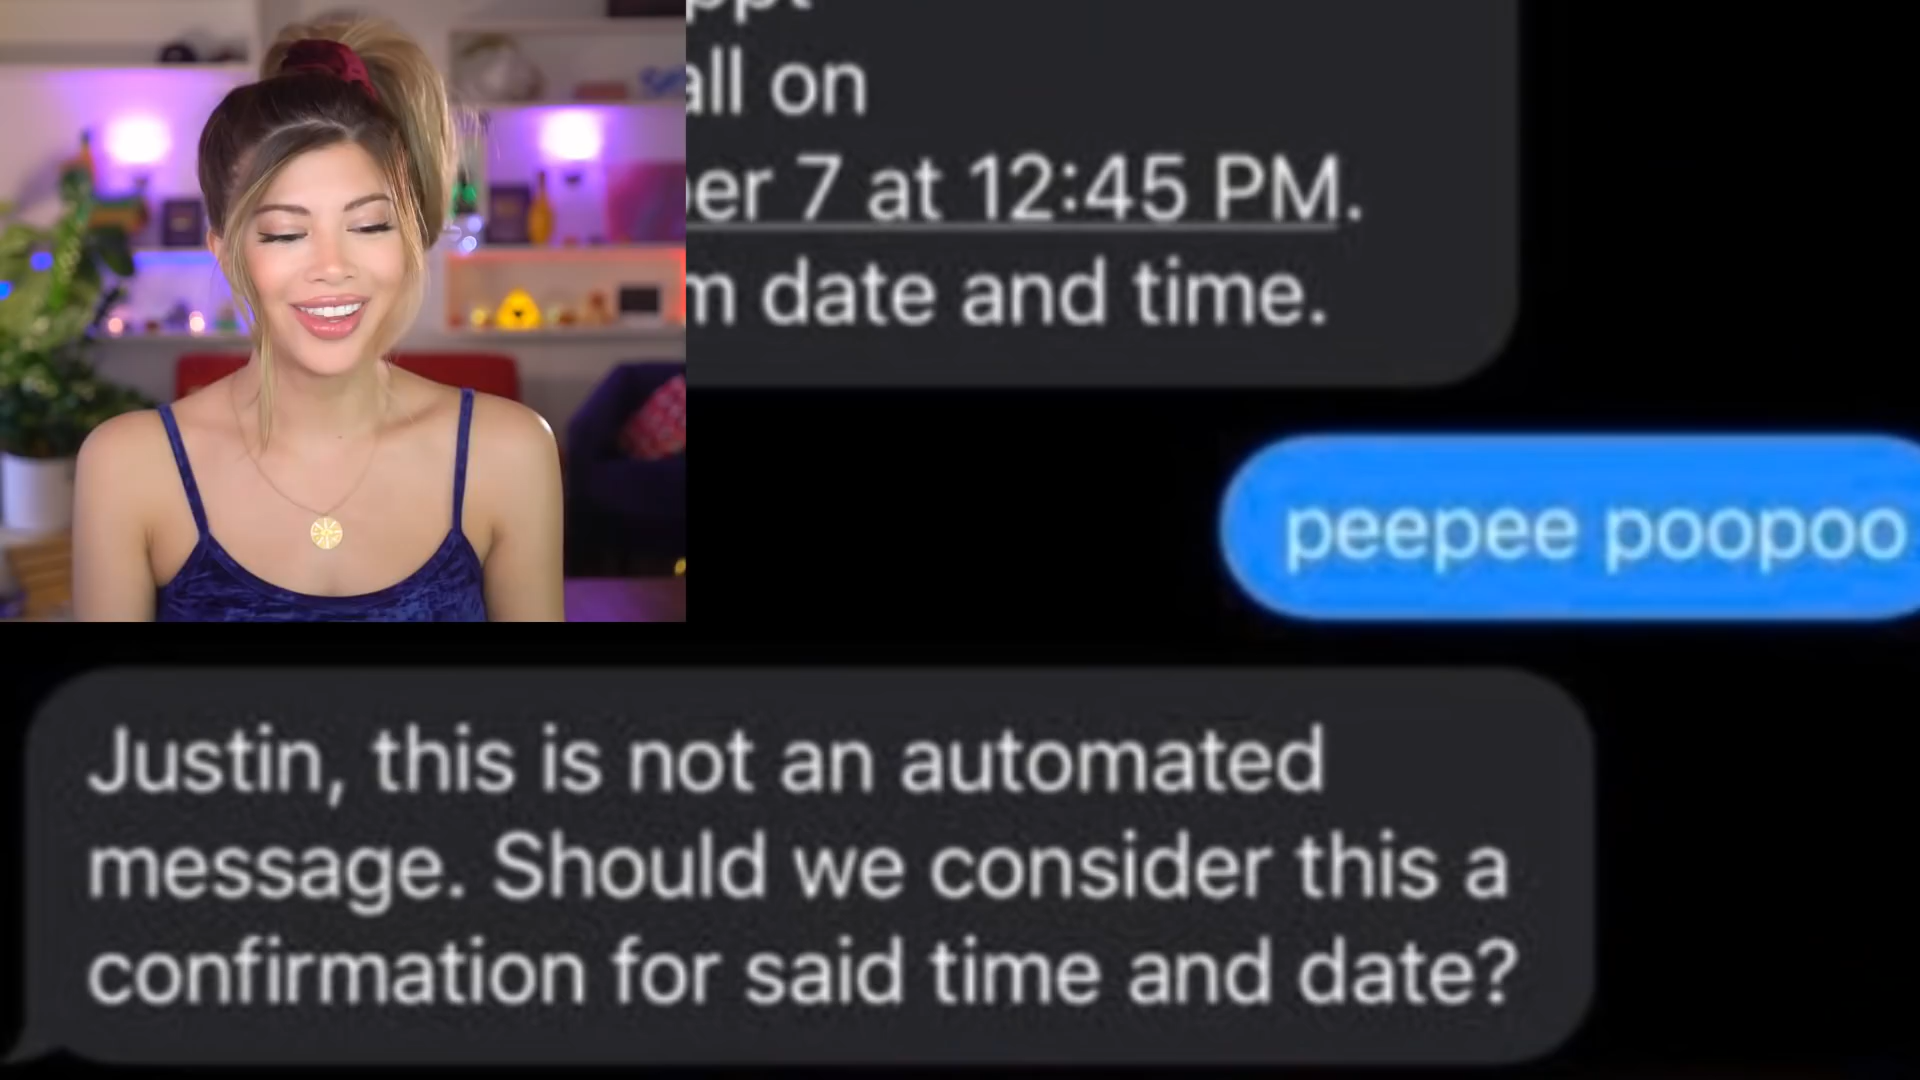 all on
7 at 12:45 PM.
date and time.
peepee poopoo
Justin, this is not an automated
message. Should we consider this a
confirmation for said time and date?